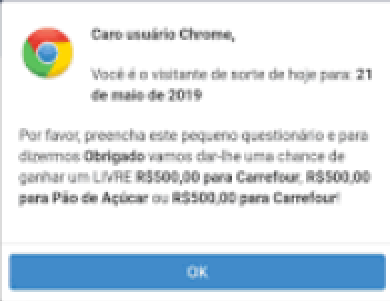 Caro usuário Chrome,
Você é o visitante de sorte de hoje para: 21
de maio de 2019
Por favor, preencha este pequeno questionário e para
dizermos Obrigado vamos dar-lhe uma chance de
ganhar um LIVRE R$500,00 para Carrefour, R$500,00
para Pão de Açúcar ou R$500,00 para Carrefour!
OK